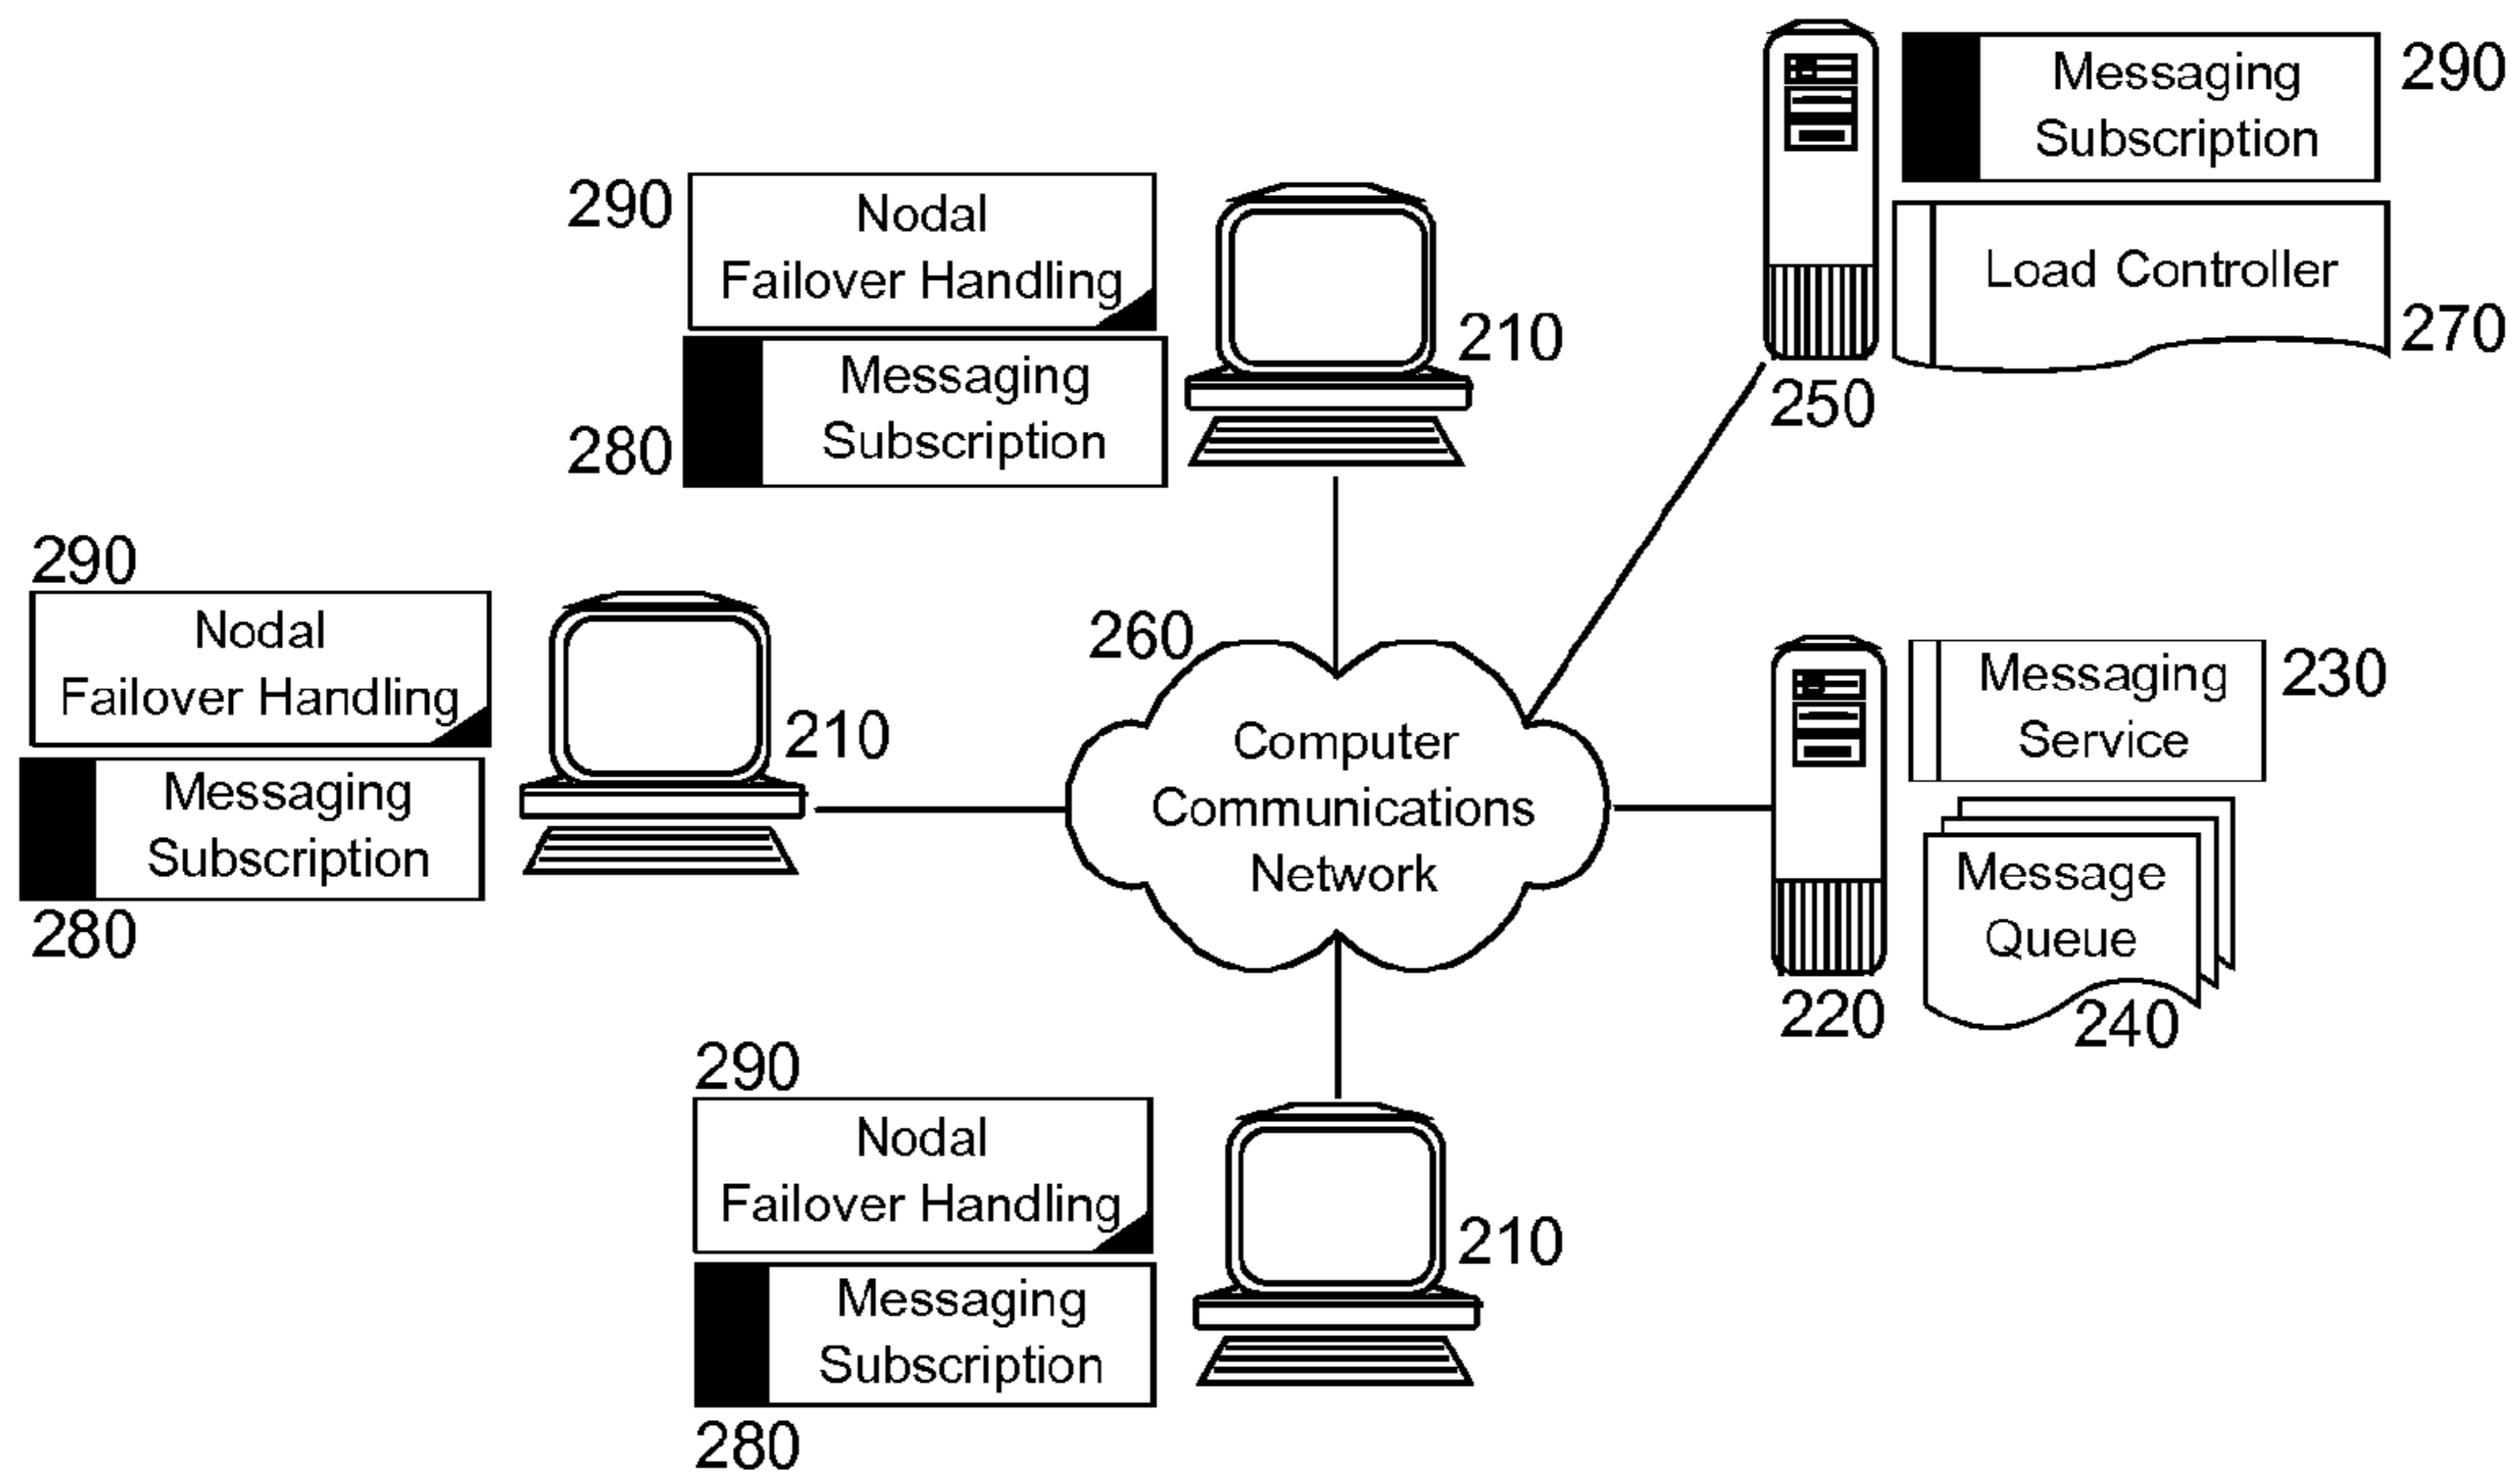 290
Messaging
Subscription
Load Controller
270
250
290
Nodal
Failover Handling
Messaging
Subscription
280
210
290
Nodal
Failover Handling
Messaging
Subscription
280
210
260
Computer
Communications
Network
Messaging
Service
230
Message
Queue
240
220
290
Nodal
Failover Handling
Messaging
Subscription
280
210